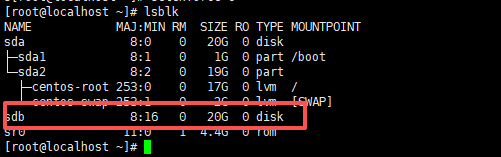 [root@localhost ~]# lsblk
NAME MAJ:MIN RM SIZE RO TYPE MOUNTPOINT
sda 8:0 0 20G 0 disk
├─sda1 8:1 0 1G 0 part /boot
└─sda2 8:2 0 19G 0 part
├─centos-root 253:0 0 17G 0 lvm /
└─centos-swap 253:1 0 2G 0 lvm [SWAP]
sdb 8:16 0 20G 0 disk
sr0 11:0 1 4.4G 0 rom
[root@localhost ~]#